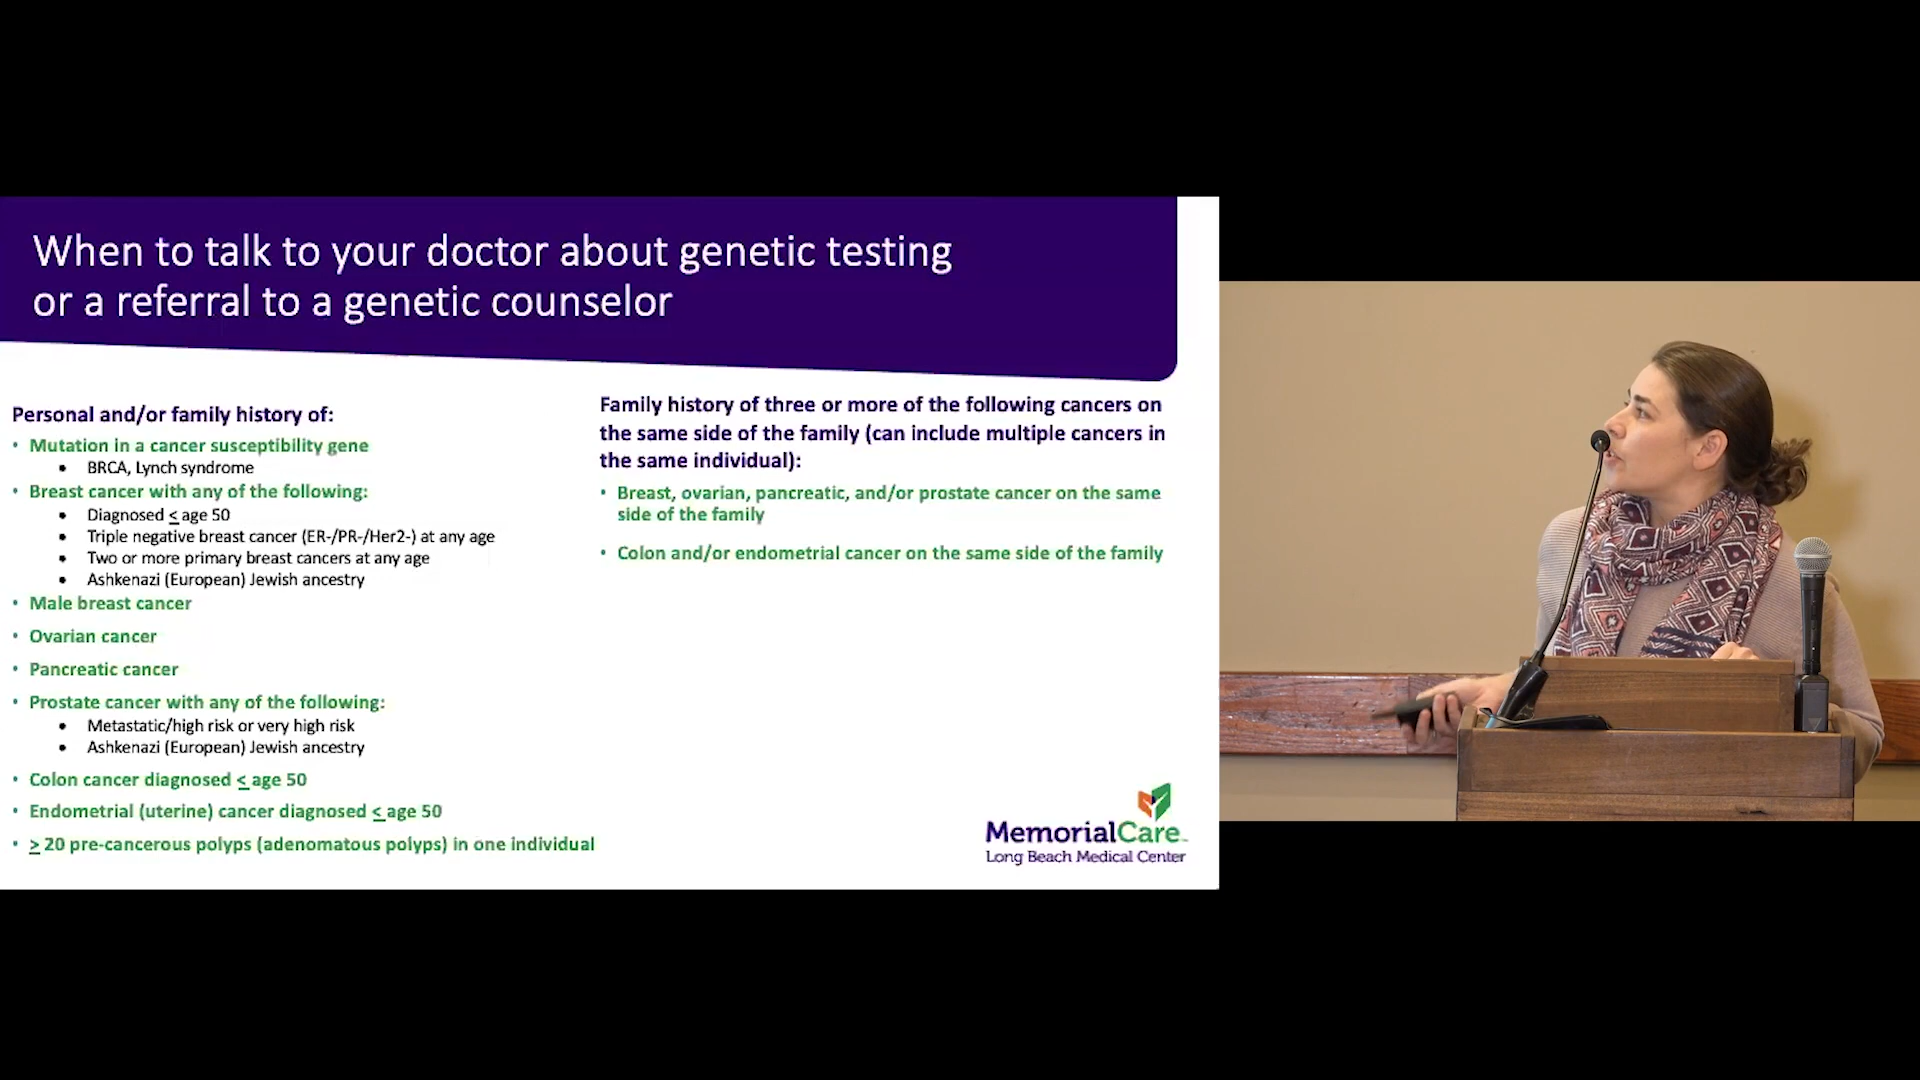 When to talk to your doctor about genetic testing
or a referral to a genetic counselor
Personal and/or family history of:
• Mutation in a cancer susceptibility gene
• BRCA, Lynch syndrome
• Breast cancer with any of the following:
• Diagnosed ≤ age 50
• Triple negative breast cancer (ER-/PR-/Her2-) at any age
• Two or more primary breast cancers at any age
• Ashkenazi (European) Jewish ancestry
• Male breast cancer
• Ovarian cancer
• Pancreatic cancer
• Prostate cancer with any of the following:
• Metastatic/high risk or very high risk
• Ashkenazi (European) Jewish ancestry
• Colon cancer diagnosed ≤ age 50
• Endometrial (uterine) cancer diagnosed ≤ age 50
• ≥ 20 pre-cancerous polyps (adenomatous polyps) in one individual
Family history of three or more of the following cancers on
the same side of the family (can include multiple cancers in
the same individual):
• Breast, ovarian, pancreatic, and/or prostate cancer on the same
side of the family
• Colon and/or endometrial cancer on the same side of the family
MemorialCare™
Long Beach Medical Center